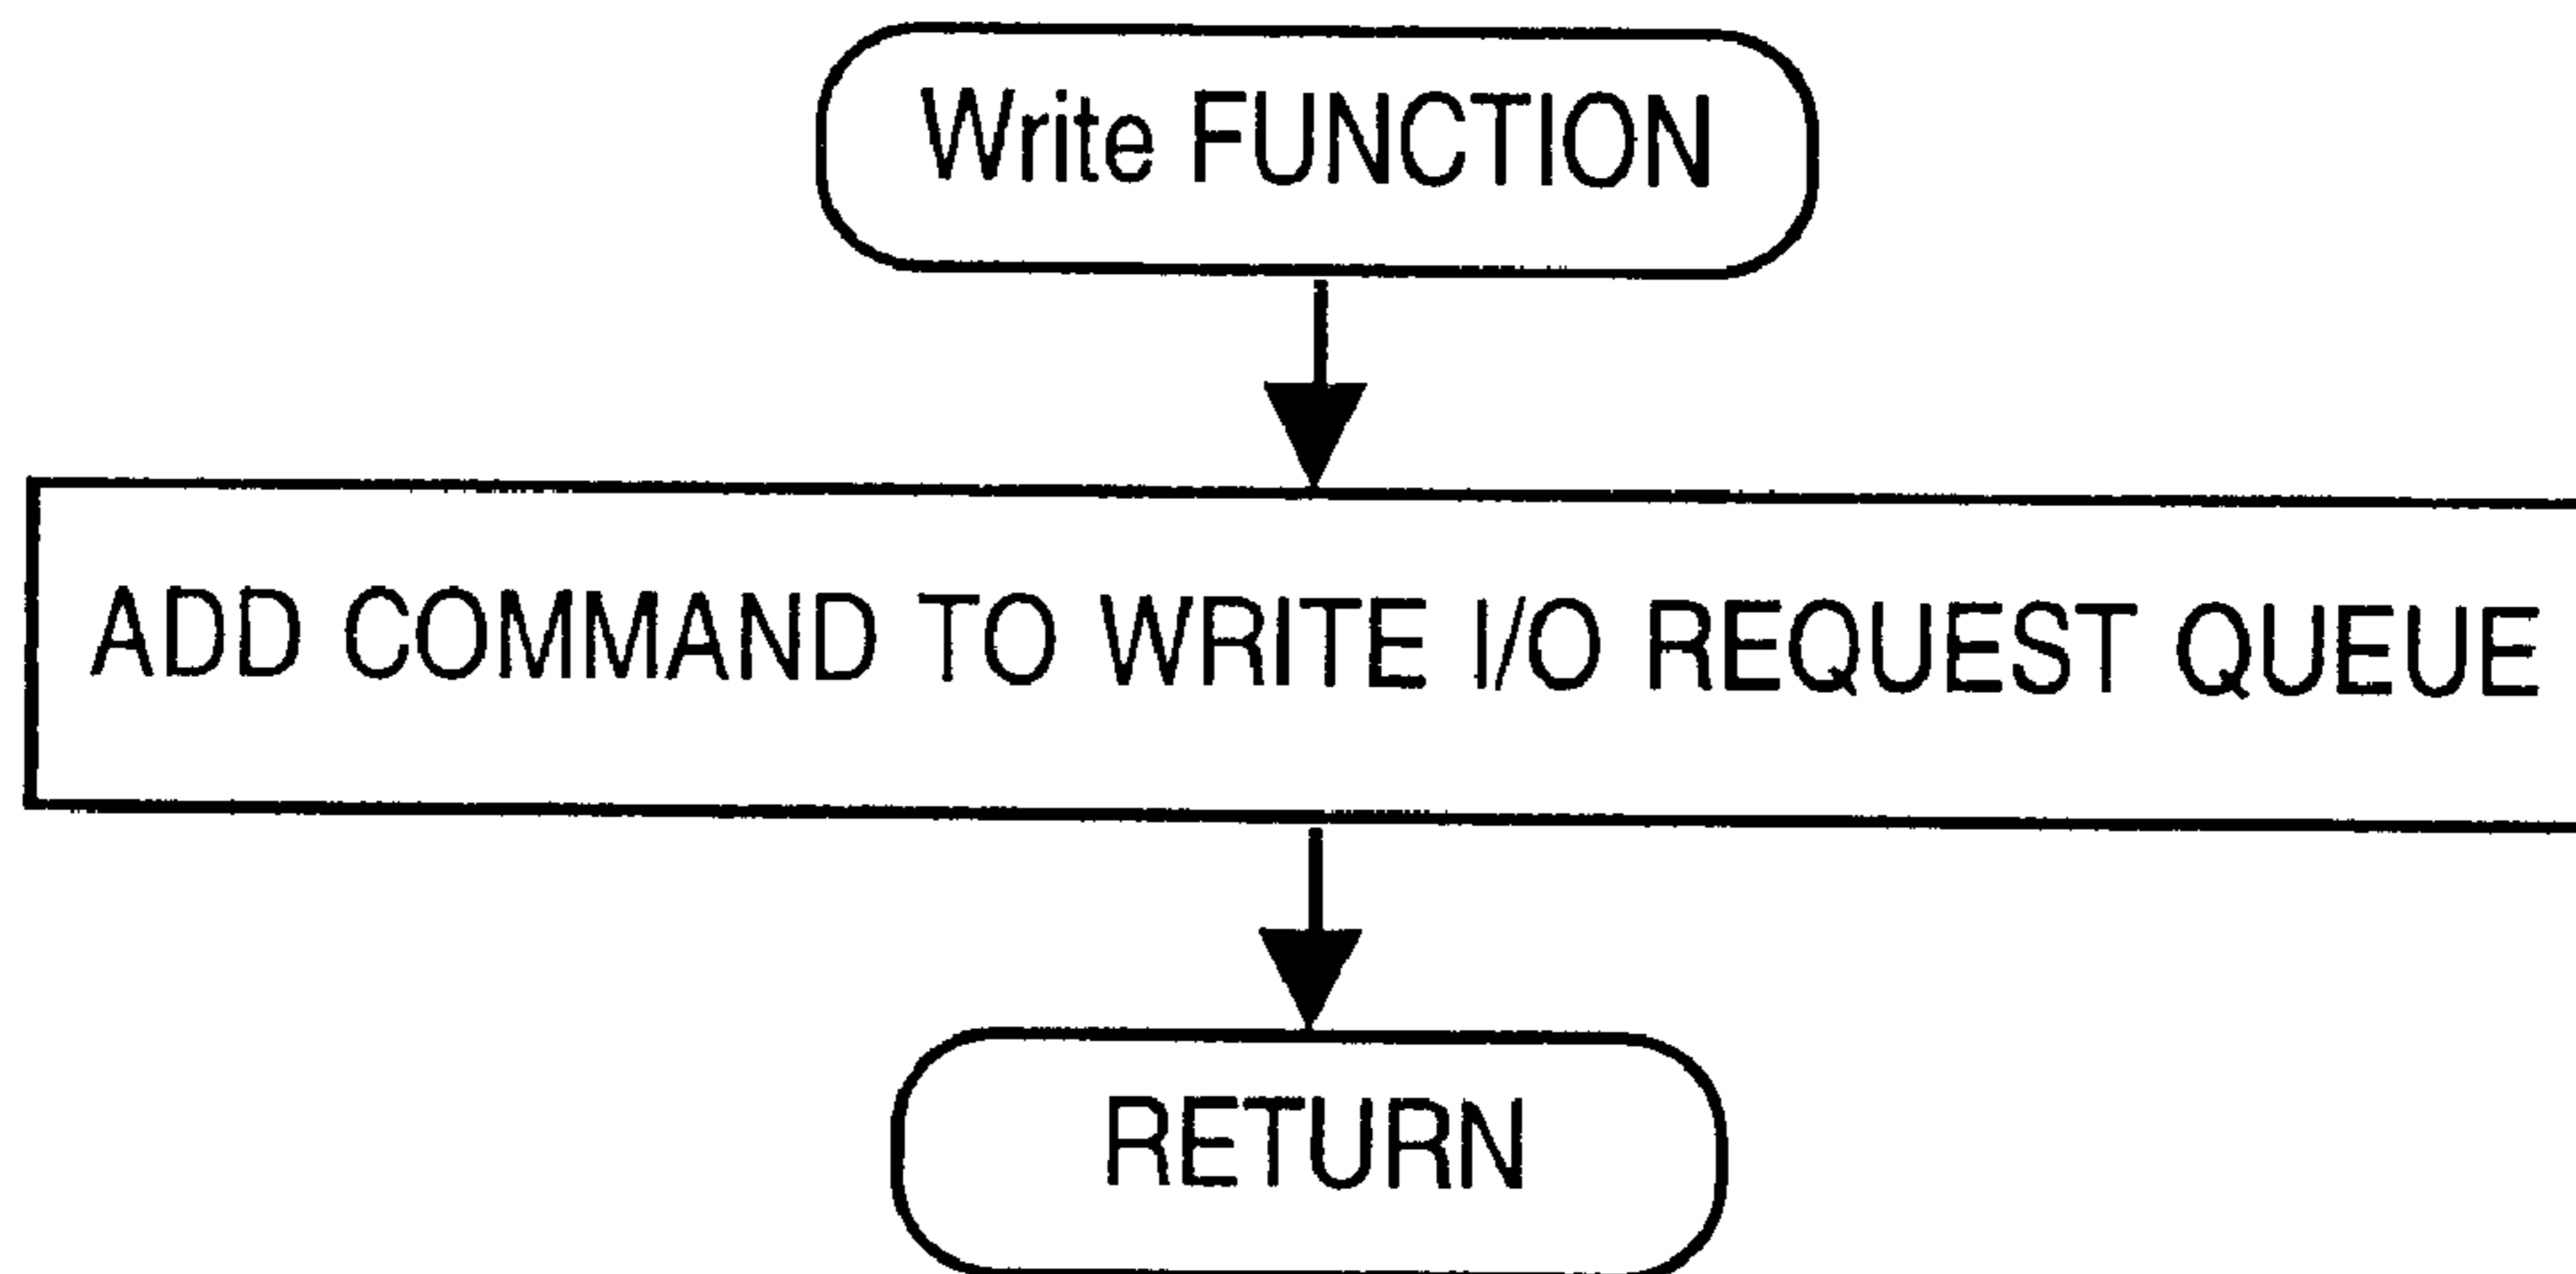 Write FUNCTION
ADD COMMAND TO WRITE I/O REQUEST QUEUE
RETURN